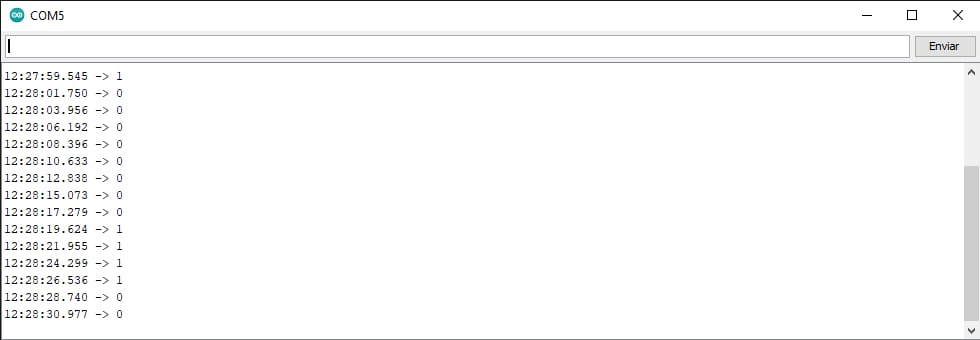 COM5
Enviar
12:27:59.545 -> 1
12:28:01.750 -> 0
12:28:03.956 -> 0
12:28:06.192 -> 0
12:28:08.396 -> 0
12:28:10.633 -> 0
12:28:12.838 -> 0
12:28:15.073 -> 0
12:28:17.279 -> 0
12:28:19.624 -> 1
12:28:21.955 -> 1
12:28:24.299 -> 1
12:28:26.536 -> 1
12:28:28.740 -> 0
12:28:30.977 -> 0